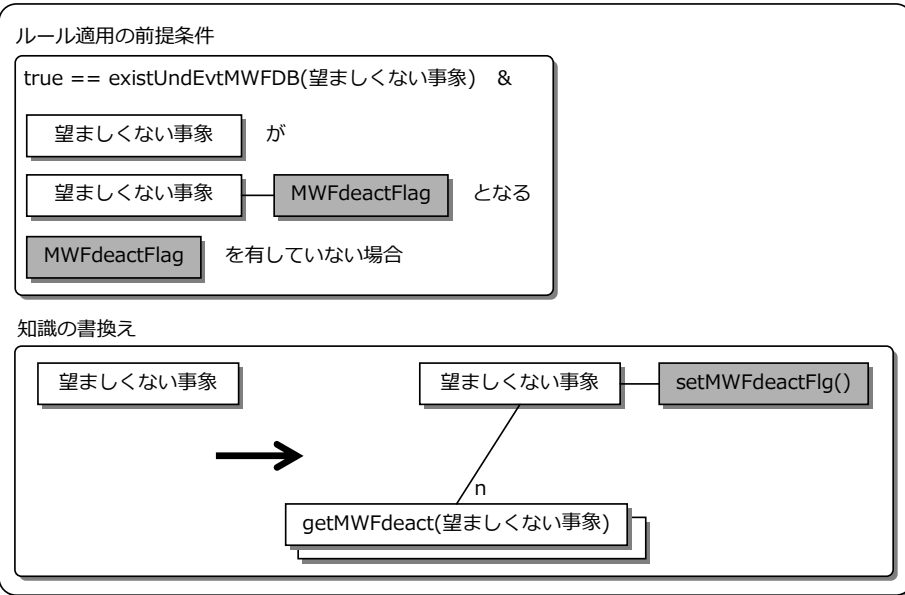 ルール適用の前提条件
true == existUndEvtMWFDB(望ましくない事象) &
望ましくない事象 が
望ましくない事象 MWFdeactFlag となる
MWFdeactFlag を有していない場合
知識の書換え
望ましくない事象 望ましくない事象 setMWFdeactFlg()
n
getMWFdeact(望ましくない事象)